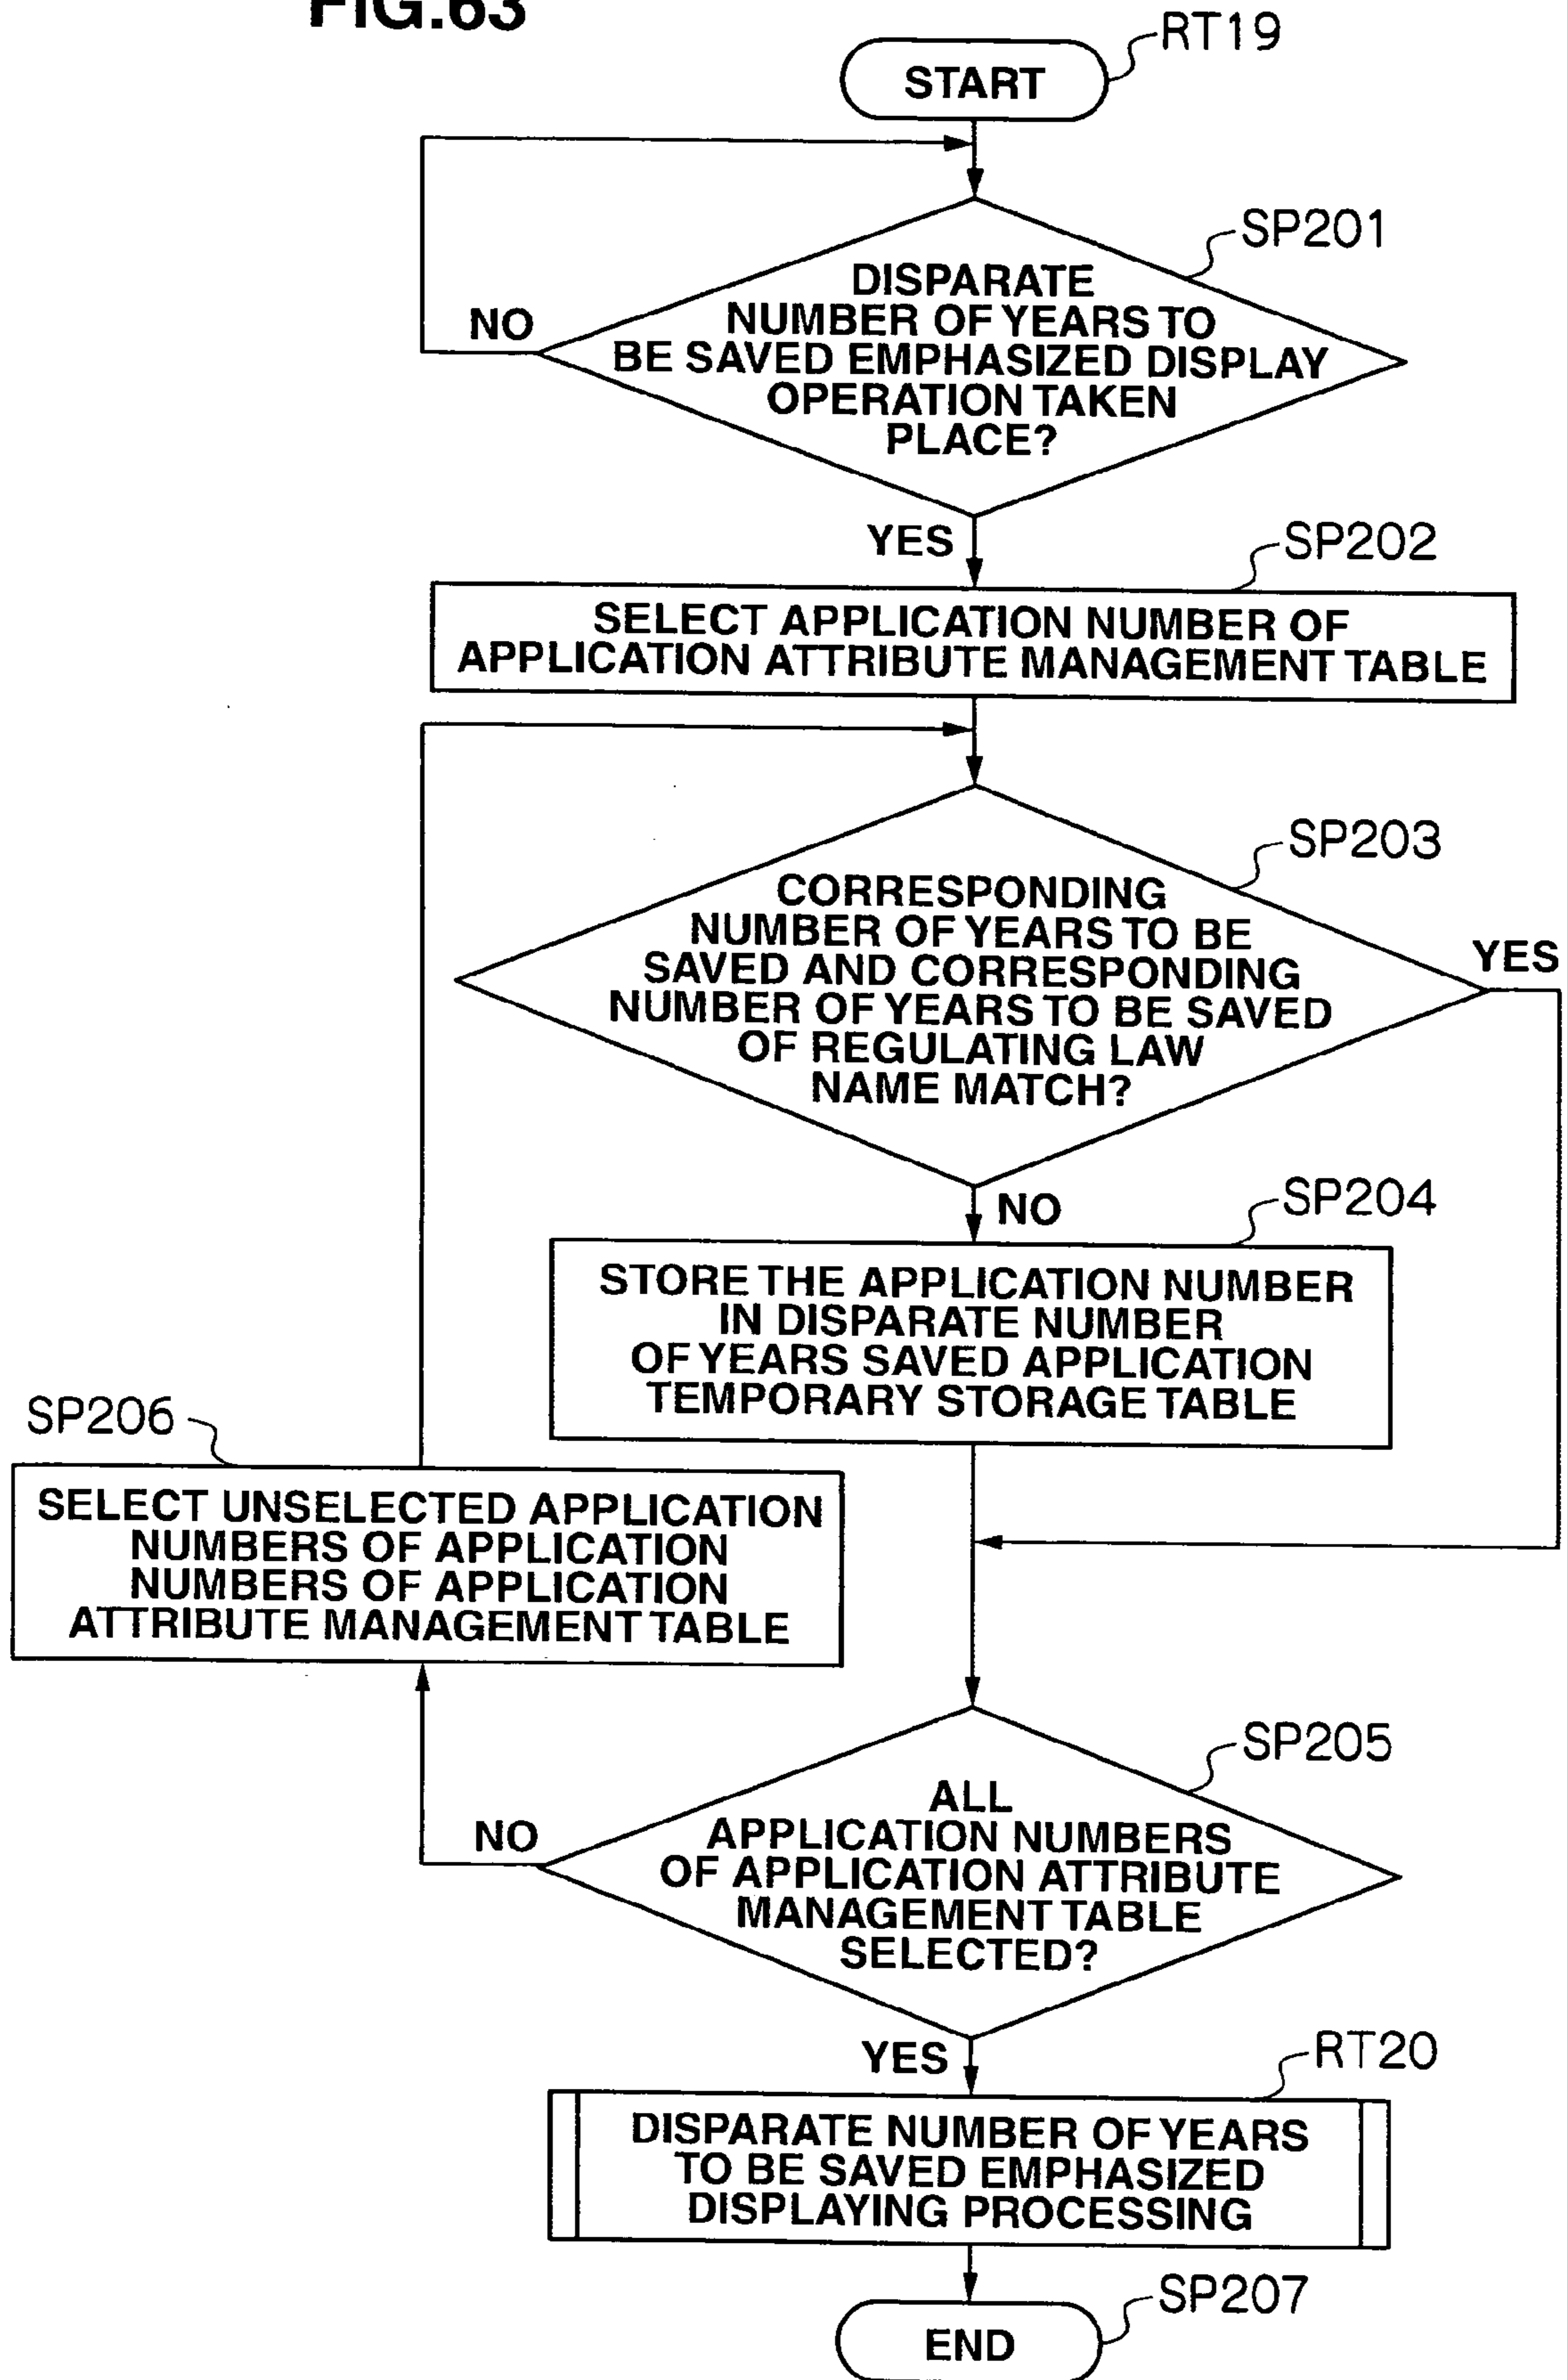 FIG.63
RT19
START
SP201
DISPARATE
NUMBER OF YEARS TO
BE SAVED EMPHASIZED DISPLAY
OPERATION TAKEN
PLACE?
NO
YES
SP202
SELECT APPLICATION NUMBER OF
APPLICATION ATTRIBUTE MANAGEMENT TABLE
SP203
CORRESPONDING
NUMBER OF YEARS TO BE
SAVED AND CORRESPONDING
NUMBER OF YEARS TO BE SAVED
OF REGULATING LAW
NAME MATCH?
YES
NO
SP204
STORE THE APPLICATION NUMBER
IN DISPARATE NUMBER
OF YEARS SAVED APPLICATION
TEMPORARY STORAGE TABLE
SP206
SELECT UNSELECTED APPLICATION
NUMBERS OF APPLICATION
NUMBERS OF APPLICATION
ATTRIBUTE MANAGEMENT TABLE
SP205
ALL
APPLICATION NUMBERS
OF APPLICATION ATTRIBUTE
MANAGEMENT TABLE
SELECTED?
NO
YES
RT20
DISPARATE NUMBER OF YEARS
TO BE SAVED EMPHASIZED
DISPLAYING PROCESSING
SP207
END